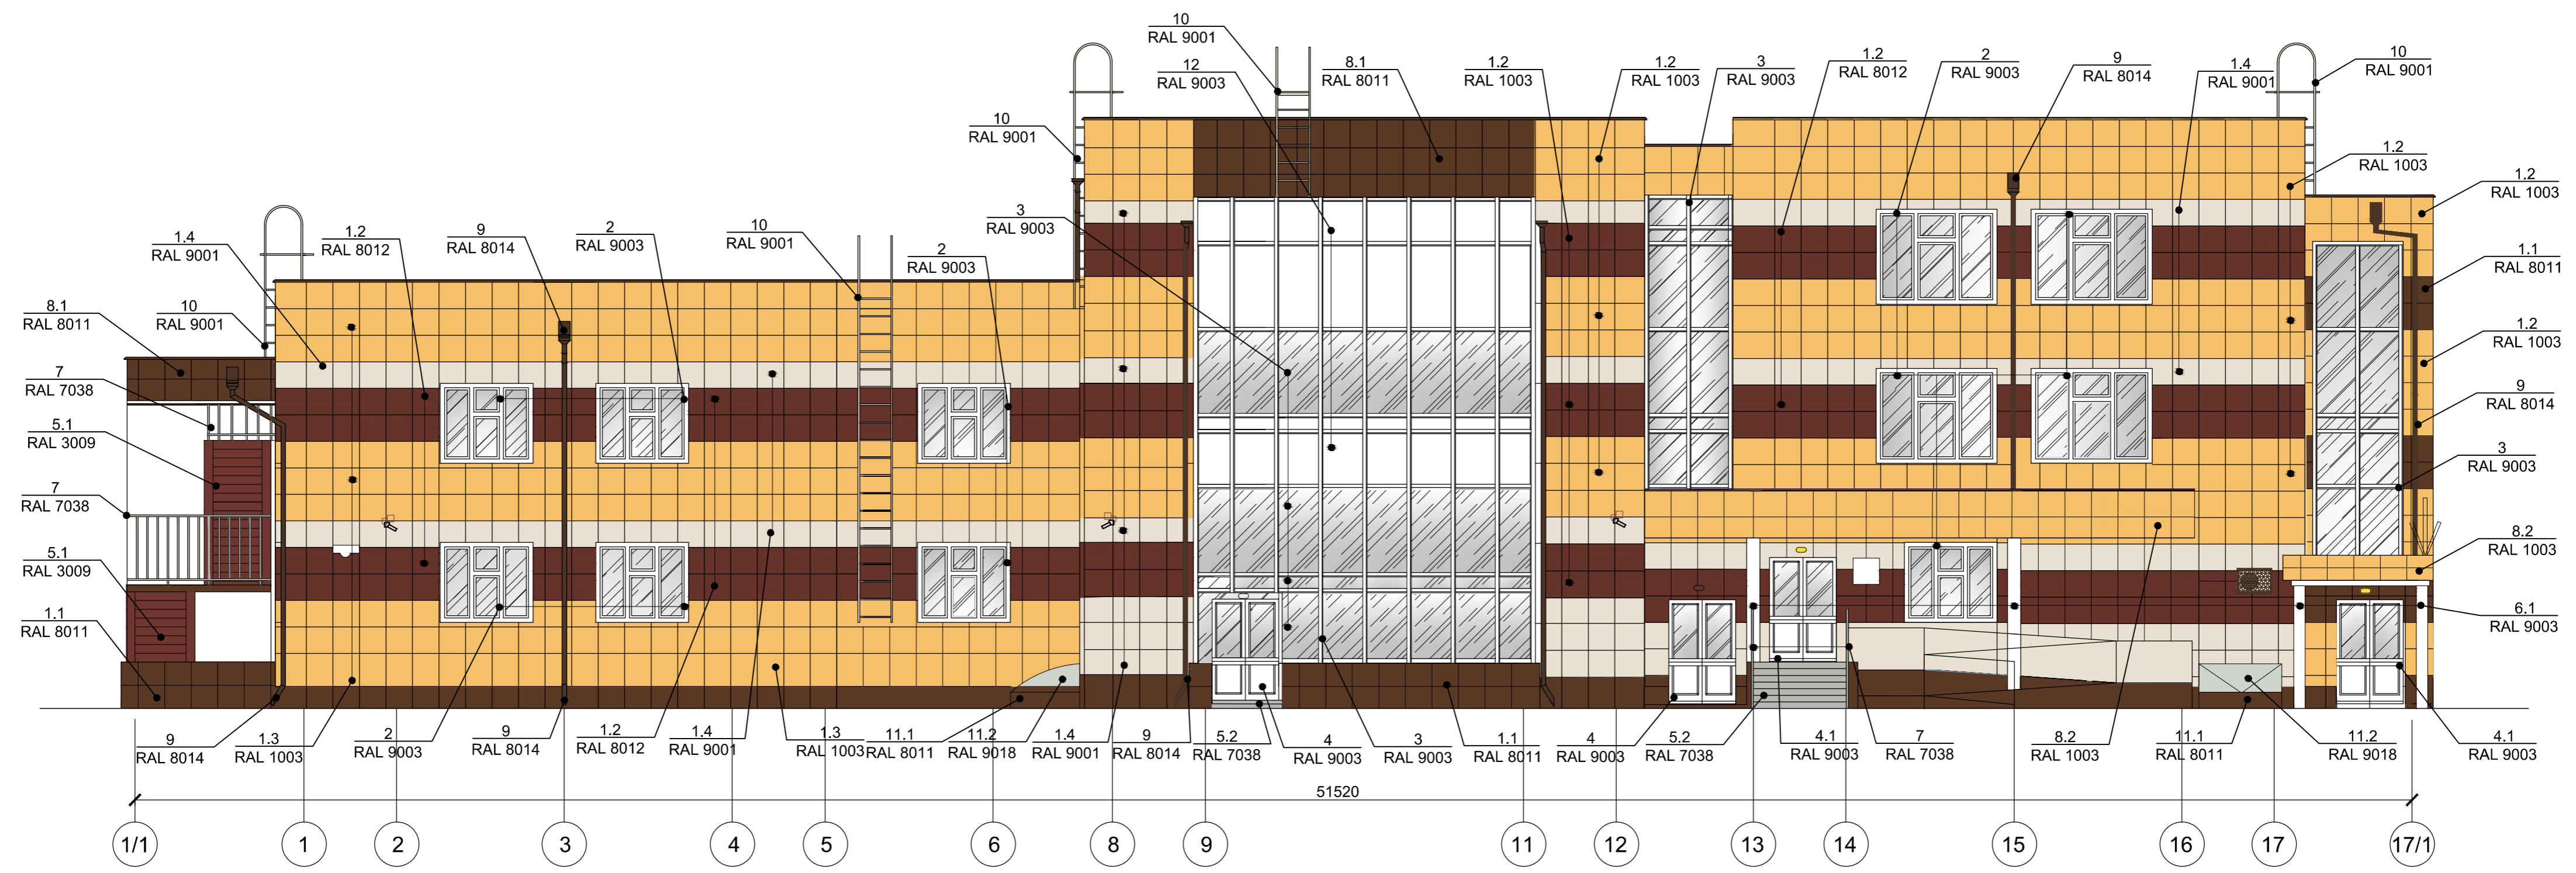 10
RAL 9001
12
RAL 9003
8.1
RAL 8011
1.2
RAL 1003
1.2
RAL 1003
3
RAL 9003
1.2
RAL 8012
2
RAL 9003
9
RAL 8014
1.4
RAL 9001
10
RAL 9001
10
RAL 9001
1.2
RAL 1003
1.2
RAL 1003
3
RAL 9003
1.4
RAL 9001
1.2
RAL 8012
9
RAL 8014
2
RAL 9003
10
RAL 9001
2
RAL 9003
1.1
RAL 8011
8.1
RAL 8011
10
RAL 9001
1.2
RAL 1003
7
RAL 7038
9
RAL 8014
5.1
RAL 3009
3
RAL 9003
7
RAL 7038
8.2
RAL 1003
5.1
RAL 3009
6.1
RAL 9003
1.1
RAL 8011
9
RAL 8014
1.3
RAL 1003
2
RAL 9003
9
RAL 8014
1.2
RAL 8012
1.4
RAL 9001
1.3
RAL 1003
11.1
RAL 8011
11.2
RAL 9018
1.4
RAL 9001
9
RAL 8014
5.2
RAL 7038
4
RAL 9003
3
RAL 9003
1.1
RAL 8011
4
RAL 9003
5.2
RAL 7038
4.1
RAL 9003
7
RAL 7038
8.2
RAL 1003
11.1
RAL 8011
11.2
RAL 9018
4.1
RAL 9003
51520
1/1
1
2
3
4
5
6
8
9
11
12
13
14
15
16
17
17/1